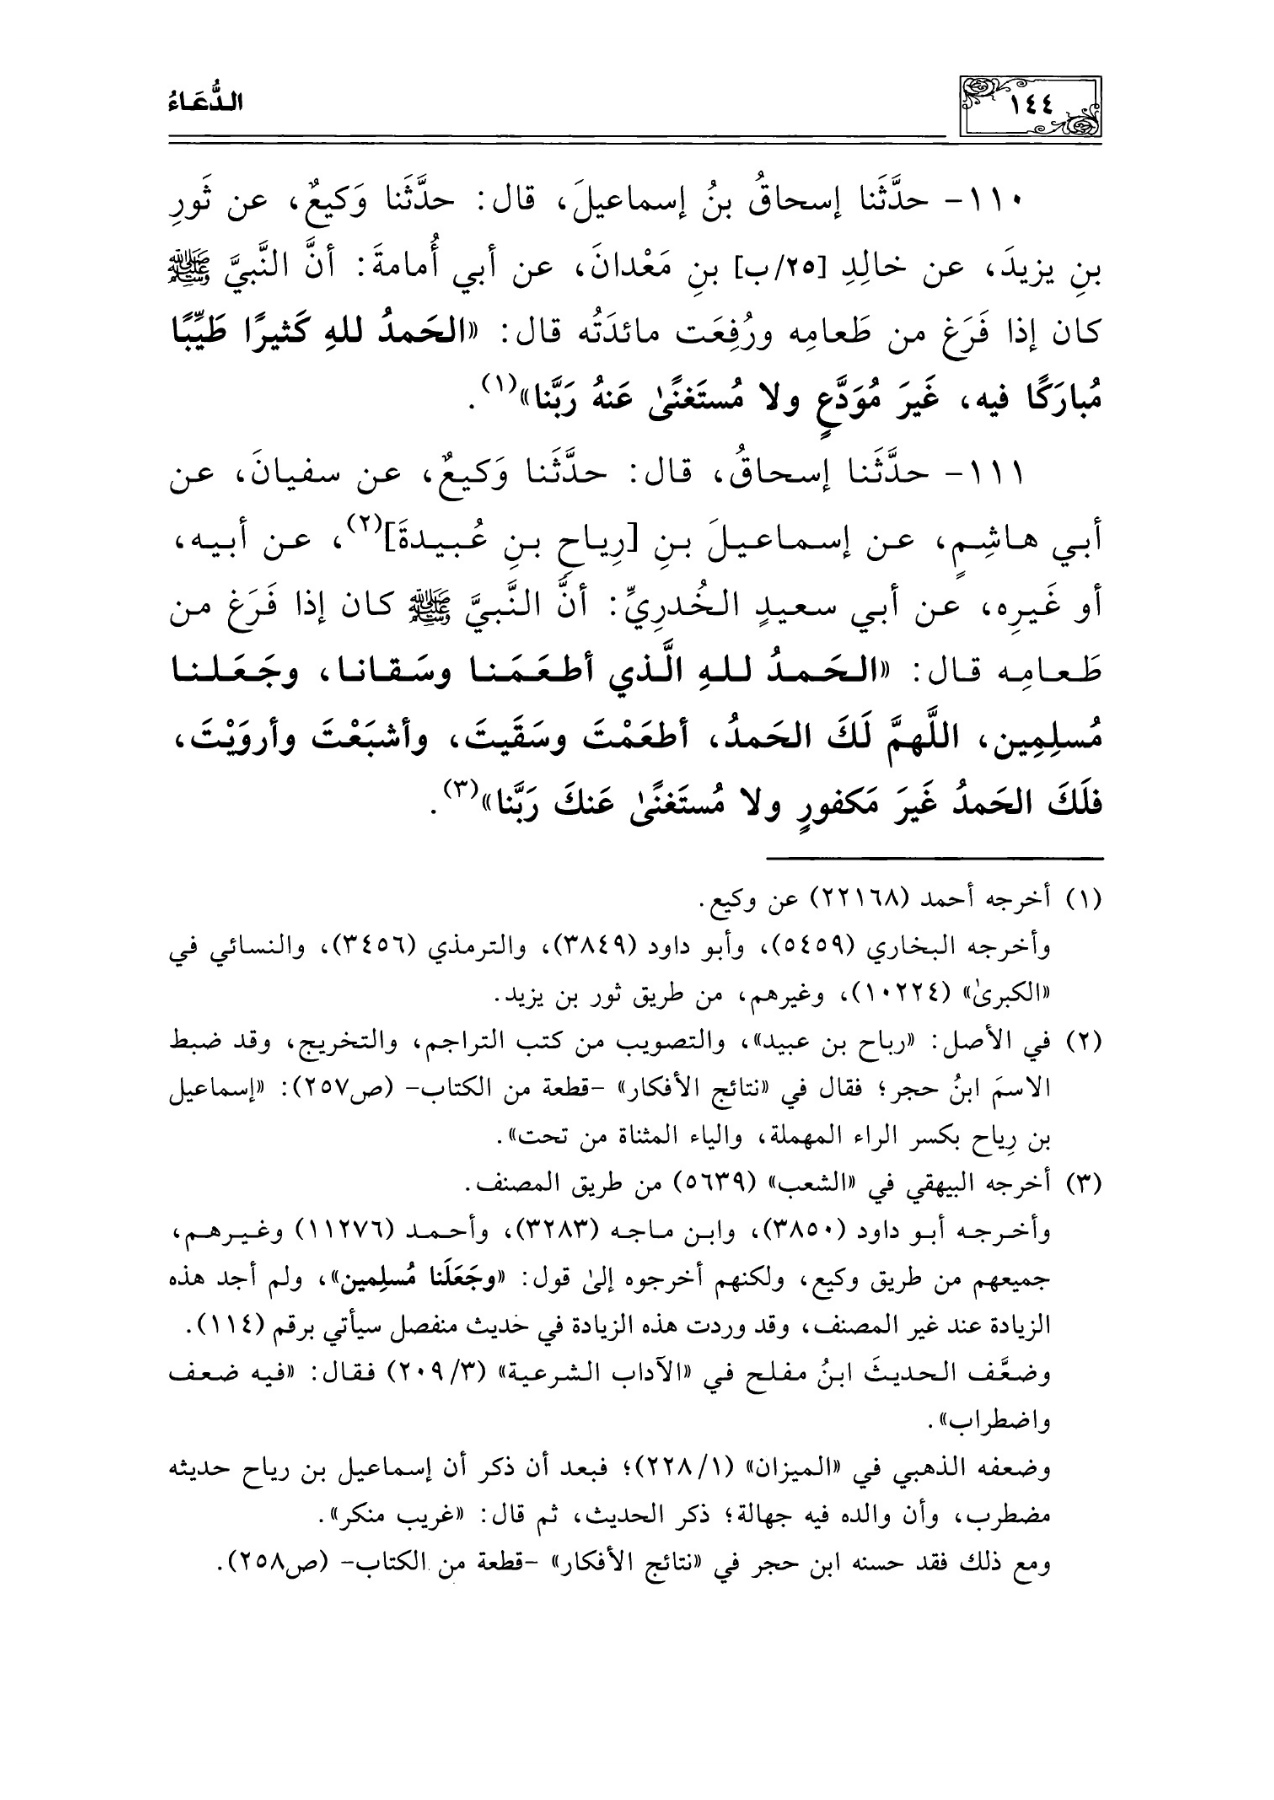 ١٤٤
الدُّعَاءُ
١١٠- حدَّثَنا إسحاقُ بنُ إسماعيلَ، قال: حدَّثَنا وَكيعٌ، عن ثَورِ
بنِ يزيدَ، عن خالِدِ [٢٥/ب] بنِ مَعْدانَ، عن أبي أُمامةَ: أنَّ النَّبيَّ ﷺ
كان إذا فَرَغ من طَعامِه ورُفِعَت مائدَتُه قال: «الحَمدُ للهِ كَثيرًا طَيِّبًا
مُبارَكًا فيه، غَيرَ مُوَدَّعٍ ولا مُستَغنًىٰ عَنهُ رَبَّنا»(١).
١١١- حدَّثَنا إسحاقُ، قال: حدَّثَنا وَكيعٌ، عن سفيانَ، عن
أبي هاشِمٍ، عن إسماعيلَ بنِ [رِياحِ بنِ عُبيدةَ](٢)، عن أبيه،
أو غَيرِه، عن أبي سعيدٍ الخُدرِيِّ: أنَّ النَّبيَّ ﷺ كان إذا فَرَغ من
طَعامِه قال: «الحَمدُ للهِ الَّذي أطعَمَنا وسَقانا، وجَعَلنا
مُسلِمِين، اللَّهمَّ لَكَ الحَمدُ، أطعَمْتَ وسَقَيتَ، وأشبَعْتَ وأروَيْتَ،
فلَكَ الحَمدُ غَيرَ مَكفورٍ ولا مُستَغنًىٰ عَنكَ رَبَّنا»(٣).
(١) أخرجه أحمد (٢٢١٦٨) عن وكيع.
وأخرجه البخاري (٥٤٥٩)، وأبو داود (٣٨٤٩)، والترمذي (٣٤٥٦)، والنسائي في
«الكبرىٰ» (١٠٢٢٤)، وغيرهم، من طريق ثور بن يزيد.
(٢) في الأصل: «رباح بن عبيد»، والتصويب من كتب التراجم، والتخريج، وقد ضبط
الاسمَ ابنُ حجر؛ فقال في «نتائج الأفكار» -قطعة من الكتاب- (ص٢٥٧): «إسماعيل
بن رِياح بكسر الراء المهملة، والياء المثناة من تحت».
(٣) أخرجه البيهقي في «الشعب» (٥٦٣٩) من طريق المصنف.
وأخرجه أبو داود (٣٨٥٠)، وابن ماجه (٣٢٨٣)، وأحمد (١١٢٧٦) وغيرهم،
جميعهم من طريق وكيع، ولكنهم أخرجوه إلىٰ قول: «وجَعَلَنا مُسلِمين»، ولم أجد هذه
الزيادة عند غير المصنف، وقد وردت هذه الزيادة في حديث منفصل سيأتي برقم (١١٤).
وضعَّف الحديثَ ابنُ مفلح في «الآداب الشرعية» (٢٠٩/٣) فقال: «فيه ضعف
واضطراب».
وضعفه الذهبي في «الميزان» (٢٢٨/١)؛ فبعد أن ذكر أن إسماعيل بن رياح حديثه
مضطرب، وأن والده فيه جهالة؛ ذكر الحديث، ثم قال: «غريب منكر».
ومع ذلك فقد حسنه ابن حجر في «نتائج الأفكار» -قطعة من الكتاب- (ص٢٥٨).